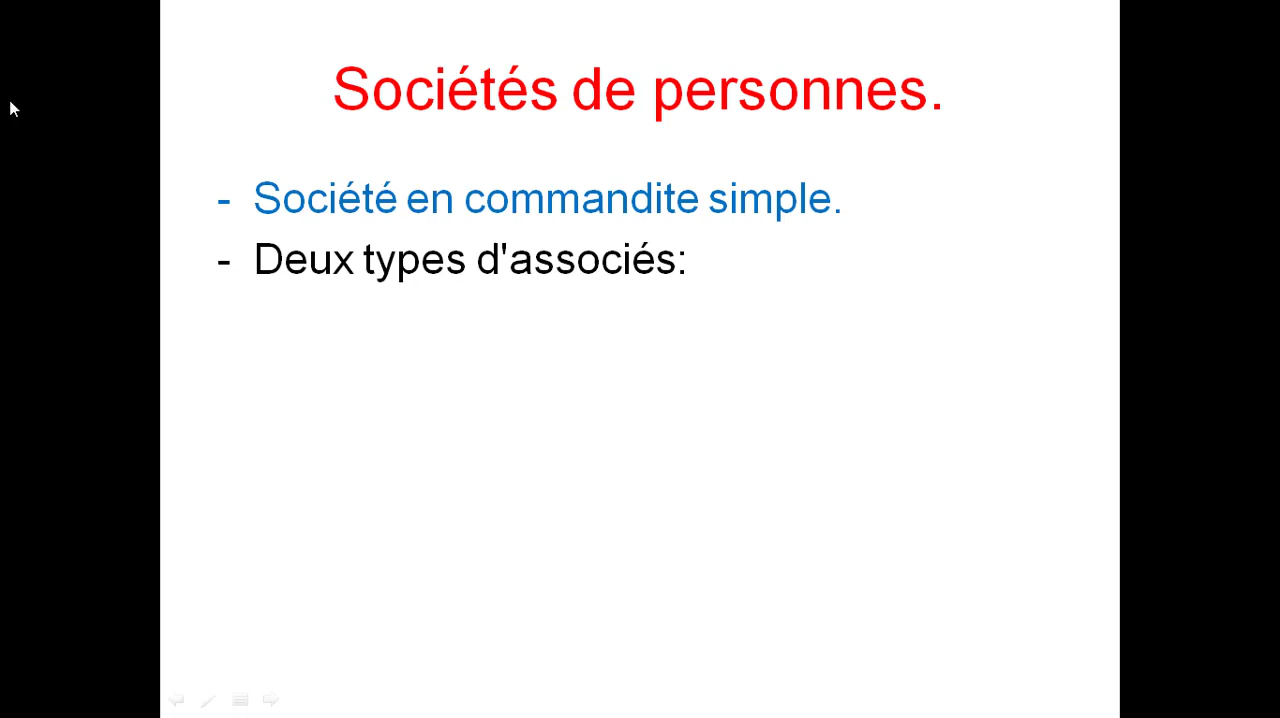 Sociétés de personnes.
- Société en commandite simple.
- Deux types d'associés: